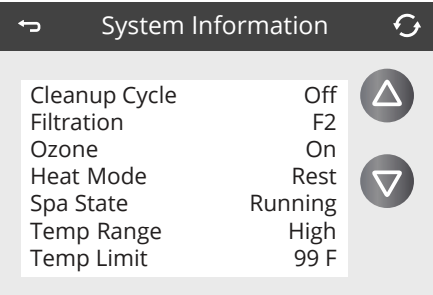 System Information
Cleanup Cycle Off
Filtration F2
Ozone On
Heat Mode Rest
Spa State Running
Temp Range High
Temp Limit 99 F